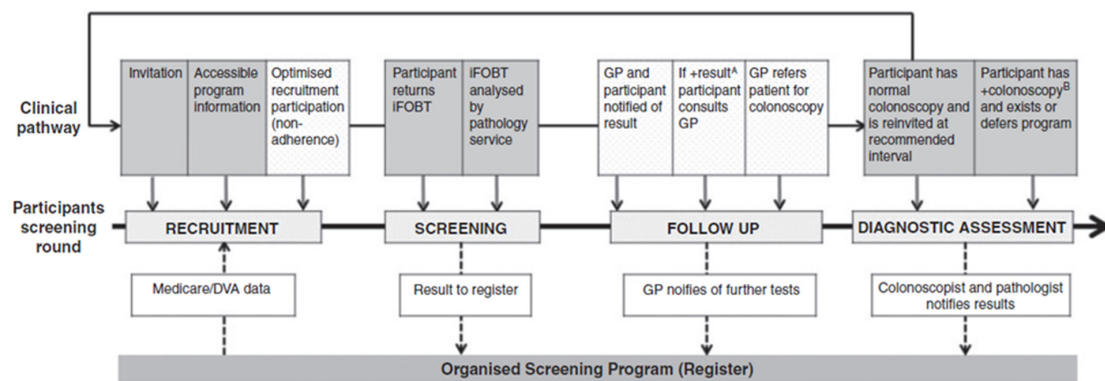 Clinical
pathway
Invitation
Accessible
program
information
Optimised
recruitment
participation
(non-
adherence)
Participant
returns
iFOBT
iFOBT
analysed
by
pathology
service
GP and
participant
notified of
result
If +resultᴬ
participant
consults
GP
GP refers
patient for
colonoscopy
Participant has
normal
colonoscopy and
is reinvited at
recommended
interval
Participant has
+colonoscopyᴮ
and exists or
defers program
Participants
screening
round
RECRUITMENT
SCREENING
FOLLOW UP
DIAGNOSTIC ASSESSMENT
Medicare/DVA data
Result to register
GP noifies of further tests
Colonoscopist and pathologist
notifies results
Organised Screening Program (Register)